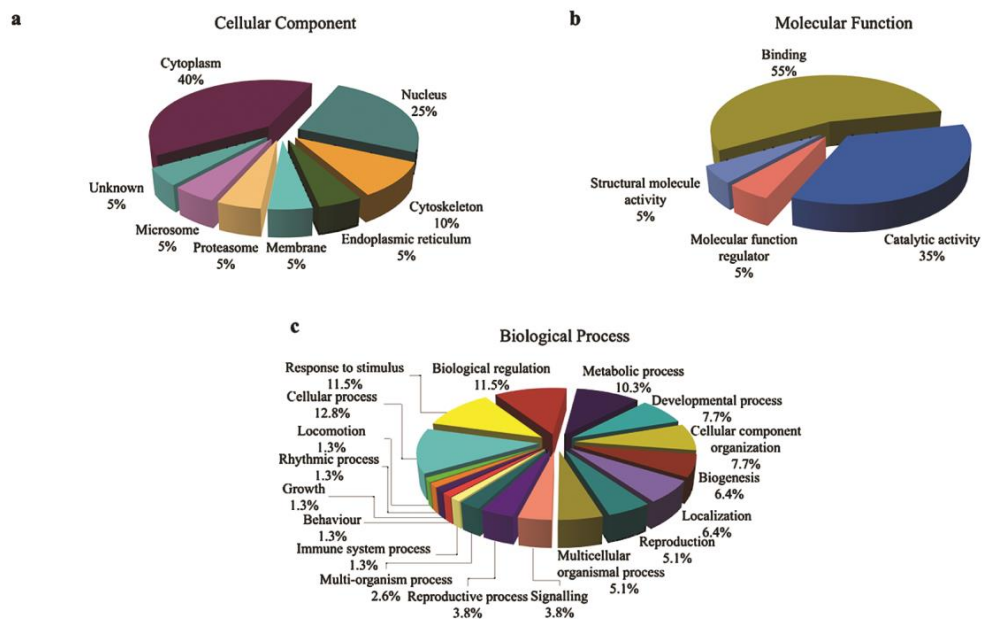 a
Cellular Component
Cytoplasm
40%
Nucleus
25%
Cytoskeleton
10%
Endoplasmic reticulum
5%
Membrane
5%
Proteasome
5%
Microsome
5%
Unknown
5%
b
Molecular Function
Binding
55%
Structural molecule
activity
5%
Molecular function
regulator
5%
Catalytic activity
35%
c
Biological Process
Response to stimulus
11.5%
Cellular process
12.8%
Locomotion
1.3%
Rhythmic process
1.3%
Growth
1.3%
Behaviour
1.3%
Immune system process
1.3%
Multi-organism process
2.6%
Reproductive process
3.8%
Signalling
3.8%
Multicellular
organismal process
5.1%
Reproduction
5.1%
Localization
6.4%
Biogenesis
6.4%
Cellular component
organization
7.7%
Developmental process
7.7%
Metabolic process
10.3%
Biological regulation
11.5%